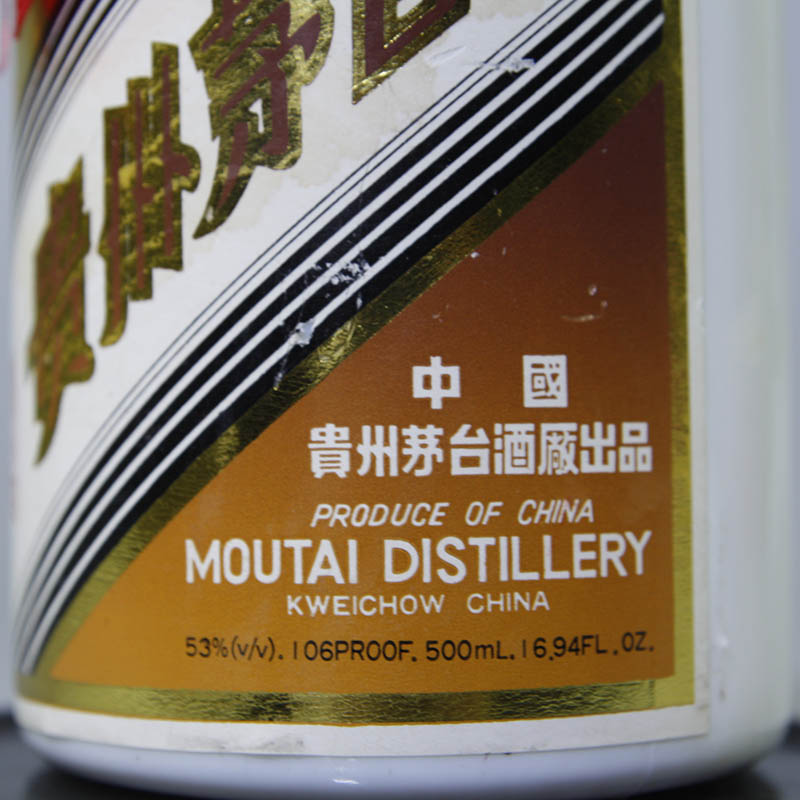 貴州茅台
中國
貴州茅台酒廠出品
PRODUCE OF CHINA
MOUTAI DISTILLERY
KWEICHOW CHINA
53%(v/v). 106PROOF. 500mL. 16.94FL.OZ.